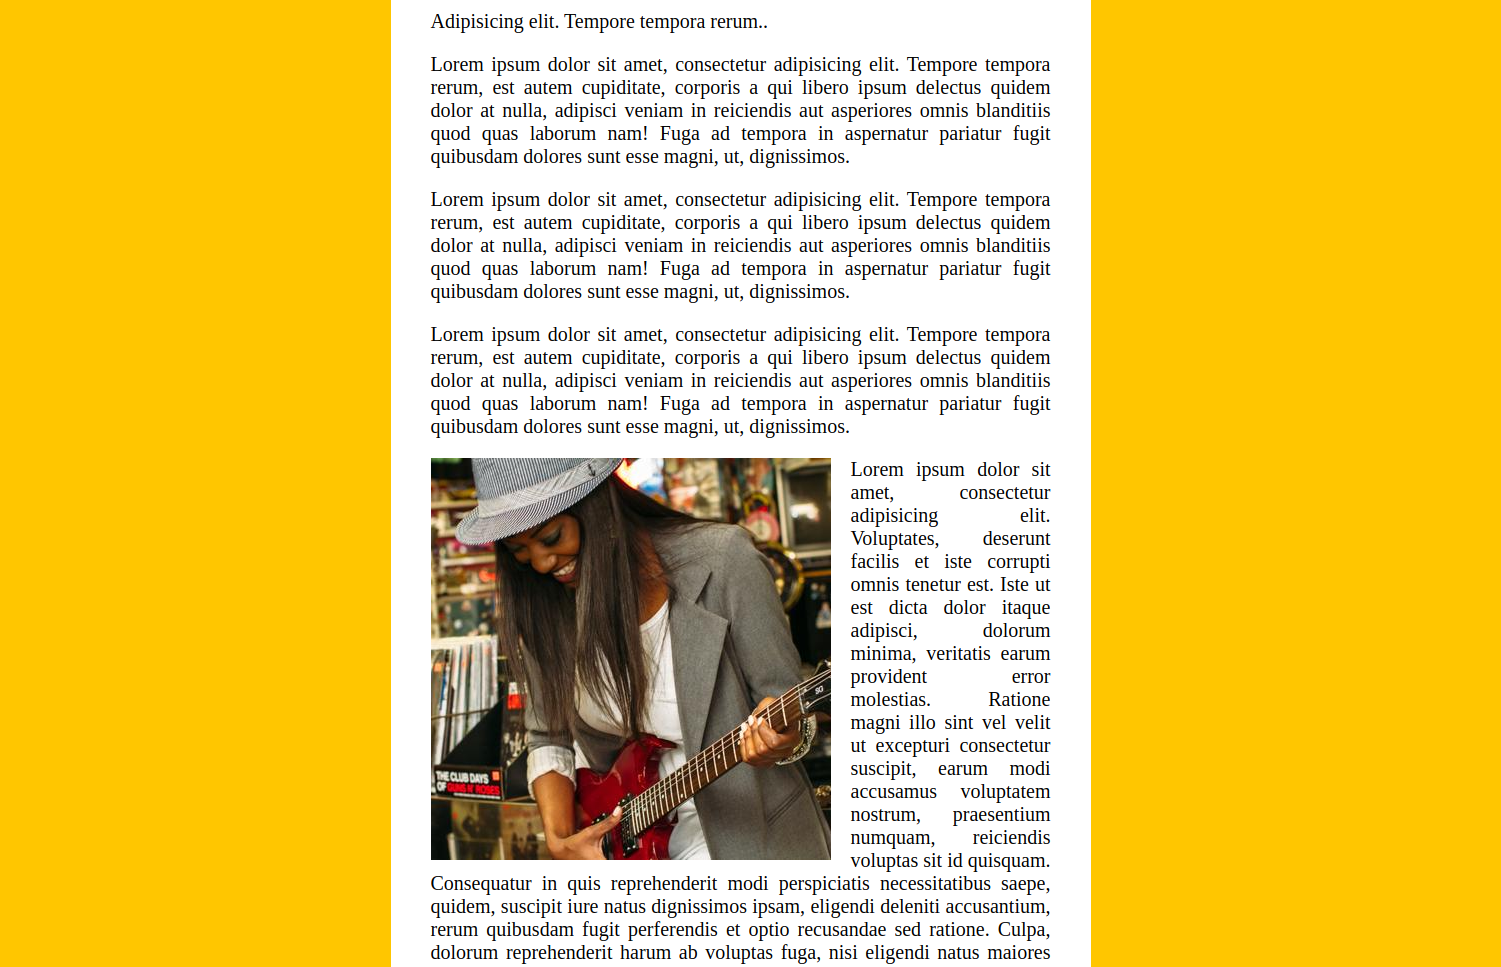 Adipisicing elit. Tempore tempora rerum..
Lorem ipsum dolor sit amet, consectetur adipisicing elit. Tempore tempora
rerum, est autem cupiditate, corporis a qui libero ipsum delectus quidem
dolor at nulla, adipisci veniam in reiciendis aut asperiores omnis blanditiis
quod quas laborum nam! Fuga ad tempora in aspernatur pariatur fugit
quibusdam dolores sunt esse magni, ut, dignissimos.
Lorem ipsum dolor sit amet, consectetur adipisicing elit. Tempore tempora
rerum, est autem cupiditate, corporis a qui libero ipsum delectus quidem
dolor at nulla, adipisci veniam in reiciendis aut asperiores omnis blanditiis
quod quas laborum nam! Fuga ad tempora in aspernatur pariatur fugit
quibusdam dolores sunt esse magni, ut, dignissimos.
Lorem ipsum dolor sit amet, consectetur adipisicing elit. Tempore tempora
rerum, est autem cupiditate, corporis a qui libero ipsum delectus quidem
dolor at nulla, adipisci veniam in reiciendis aut asperiores omnis blanditiis
quod quas laborum nam! Fuga ad tempora in aspernatur pariatur fugit
quibusdam dolores sunt esse magni, ut, dignissimos.
SG
THE CLUB DAYS
OF GUNS N' ROSES
Lorem ipsum dolor sit
amet, consectetur
adipisicing elit.
Voluptates, deserunt
facilis et iste corrupti
omnis tenetur est. Iste ut
est dicta dolor itaque
adipisci, dolorum
minima, veritatis earum
provident error
molestias. Ratione
magni illo sint vel velit
ut excepturi consectetur
suscipit, earum modi
accusamus voluptatem
nostrum, praesentium
numquam, reiciendis
voluptas sit id quisquam.
Consequatur in quis reprehenderit modi perspiciatis necessitatibus saepe,
quidem, suscipit iure natus dignissimos ipsam, eligendi deleniti accusantium,
rerum quibusdam fugit perferendis et optio recusandae sed ratione. Culpa,
dolorum reprehenderit harum ab voluptas fuga, nisi eligendi natus maiores